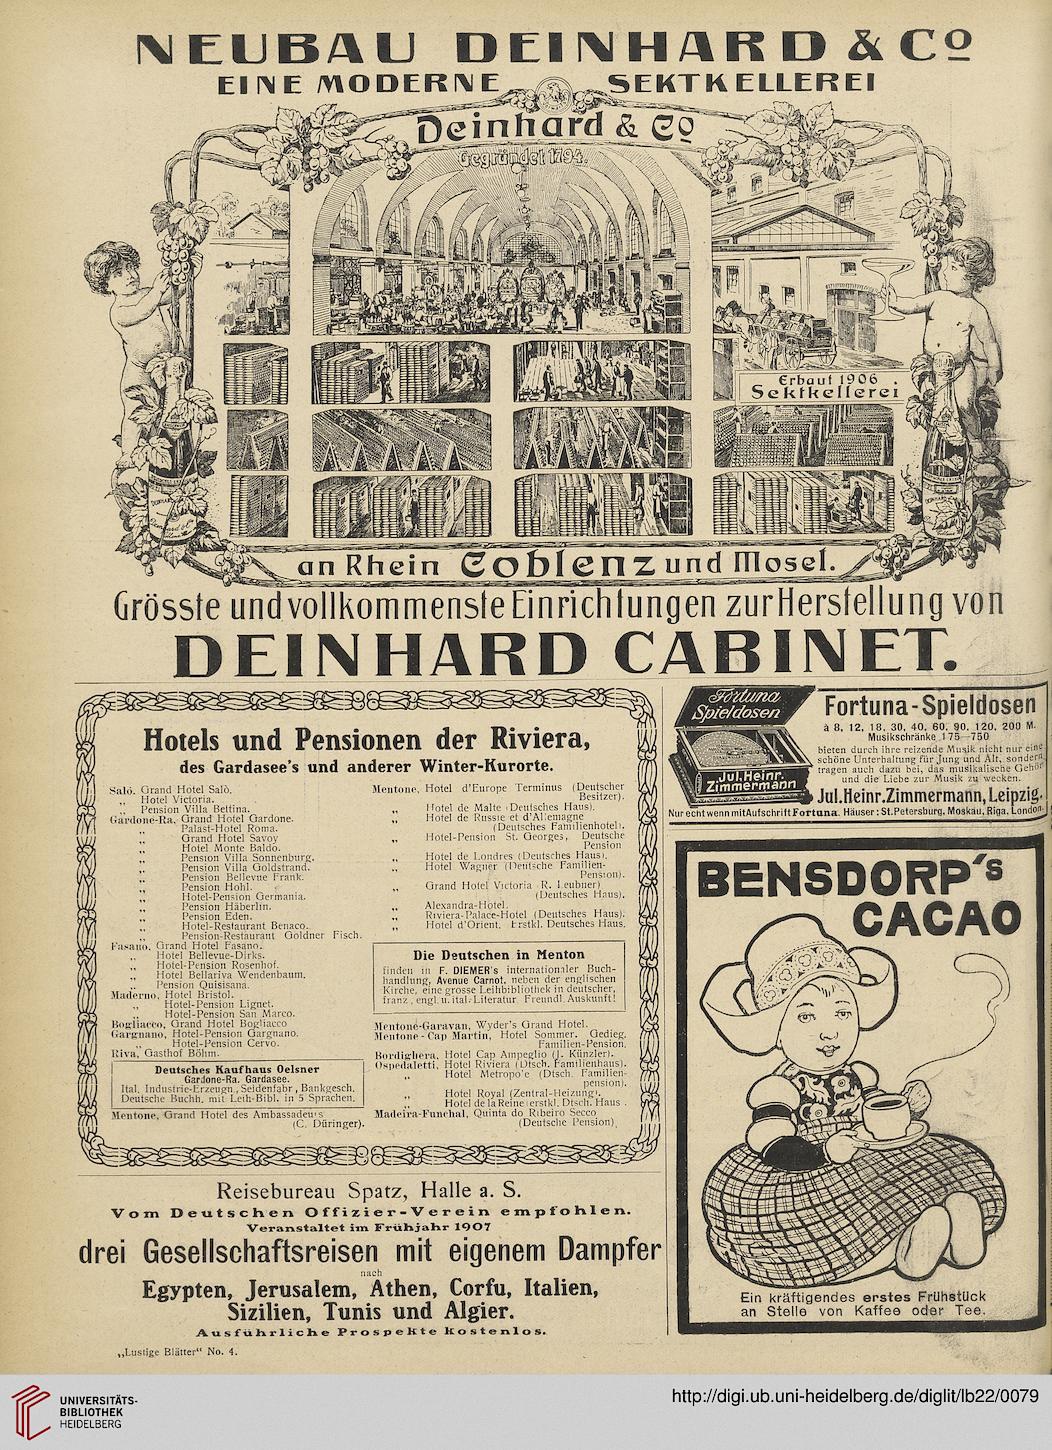 NEUBAU DEINHARD & Co
EINE MODERNE SEKTKELLEREI
Deinhard & Co
Gegründet 1794.
Erbaut 1906
Sektkellerei
an Rhein Coblenz und Mosel.
Grösste und vollkommenste Einrichtungen zur Herstellung von
DEINHARD CABINET.
Hotels und Pensionen der Riviera,
des Gardasee's und anderer Winter-Kurorte.
Salò, Grand Hotel Salò.
„ Hotel Victoria.
„ Pension Villa Bettina.
Gardone-Ra, Grand Hotel Gardone.
„ Palast-Hotel Roma.
„ Grand Hotel Savoy
„ Hotel Monte Baldo.
„ Pension Villa Sonnenburg.
„ Pension Villa Goldstrand.
„ Pension Bellevue Frank.
„ Pension Hohl.
„ Hotel-Pension Germania.
„ Pension Häberlin.
„ Pension Eden.
„ Hotel-Restaurant Benaco.
„ Pension-Restaurant Goldner Fisch.
Fasano, Grand Hotel Fasano.
„ Hotel Bellevue-Dirks.
„ Hotel-Pension Rosenhof.
„ Hotel Bellariva Wendenbaum.
„ Pension Quisisana.
Maderno, Hotel Bristol.
„ Hotel-Pension Lignet.
„ Hotel-Pension San Marco.
Bogliacco, Grand Hotel Bogliacco
Gargnano, Hotel-Pension Gargnano.
„ Hotel-Pension Cervo.
Riva, Gasthof Böhm.
Deutsches Kaufhaus Oelsner
Gardone-Ra. Gardasee.
Ital. Industrie-Erzeugn., Seidenfabr., Bankgesch.
Deutsche Buchh. mit Leih-Bibl. in 5 Sprachen.
Mentone, Grand Hotel des Ambassadeurs
(C. Düringer).
Mentone, Hotel d'Europe Terminus (Deutscher
Besitzer).
„ Hotel de Malte (Deutsches Haus).
„ Hotel de Russie et d'Allemagne
(Deutsches Familienhotel).
„ Hotel-Pension St. Georges, Deutsche
Pension
„ Hotel de Londres (Deutsches Haus).
„ Hotel Wagner (Deutsche Familien-
Pension).
„ Grand Hotel Victoria R. Leubner)
(Deutsches Haus).
„ Alexandra-Hotel.
„ Riviera-Palace-Hotel (Deutsches Haus).
„ Hotel d'Orient, Erstkl. Deutsches Haus.
Die Deutschen in Menton
finden in F. DIEMER's internationaler Buch-
handlung, Avenue Carnot, neben der englischen
Kirche, eine grosse Leihbibliothek in deutscher,
franz., engl. u. ital. Literatur. Freundl. Auskunft!
Mentone-Garavan, Wyder's Grand Hotel.
Mentone-Cap Martin, Hotel Sommer. Gedieg.
Familien-Pension.
Bordighera, Hotel Cap Ampeglio (J. Künzler).
Ospedaletti, Hotel Riviera (Dtsch. Familienhaus).
„ Hotel Metropole (Dtsch. Familien-
pension).
„ Hotel Royal (Zentral-Heizung).
„ Hotel de la Reine (erstkl. Dtsch. Haus).
Madeira-Funchal, Quinta do Ribeiro Secco
(Deutsche Pension)
Reisebureau Spatz, Halle a. S.
Vom Deutschen Offizier-Verein empfohlen.
Veranstaltet im Frühjahr 1907
drei Gesellschaftsreisen mit eigenem Dampfer
nach
Egypten, Jerusalem, Athen, Corfu, Italien,
Sizilien, Tunis und Algier.
Ausführliche Prospekte kostenlos.
„Lustige Blätter" No. 4.
Fortuna
Spieldosen
Jul. Heinr.
Zimmermann
Fortuna-Spieldosen
à 8, 12, 18, 30, 40, 60, 90, 120, 200 M.
Musikschränke 175—750
bieten durch ihre reizende Musik nicht nur eine
schöne Unterhaltung für Jung und Alt, sondern
tragen auch dazu bei, das musikalische Gehör
und die Liebe zur Musik zu wecken.
Jul. Heinr. Zimmermann, Leipzig.
Nur echt wenn mit Aufschrift Fortuna. Häuser: St. Petersburg, Moskau, Riga, London.
BENSDORP's
CACAO
Ein kräftigendes erstes Frühstück
an Stelle von Kaffee oder Tee.
UNIVERSITÄTS-
BIBLIOTHEK
HEIDELBERG
http://digi.ub.uni-heidelberg.de/diglit/lb22/0079